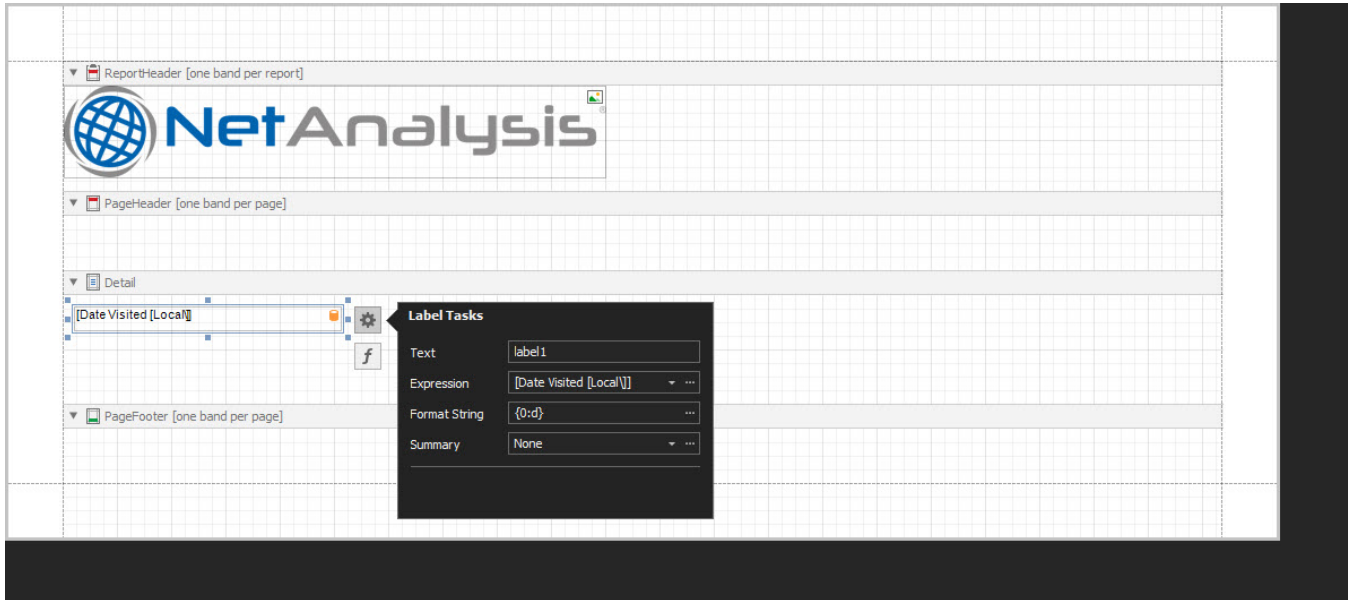 ReportHeader [one band per report]
NetAnalysis
PageHeader [one band per page]
Detail
[Date Visited [Local\]]
f
Label Tasks
Text label1
Expression [Date Visited [Local\]]
Format String {0:d}
Summary None
PageFooter [one band per page]